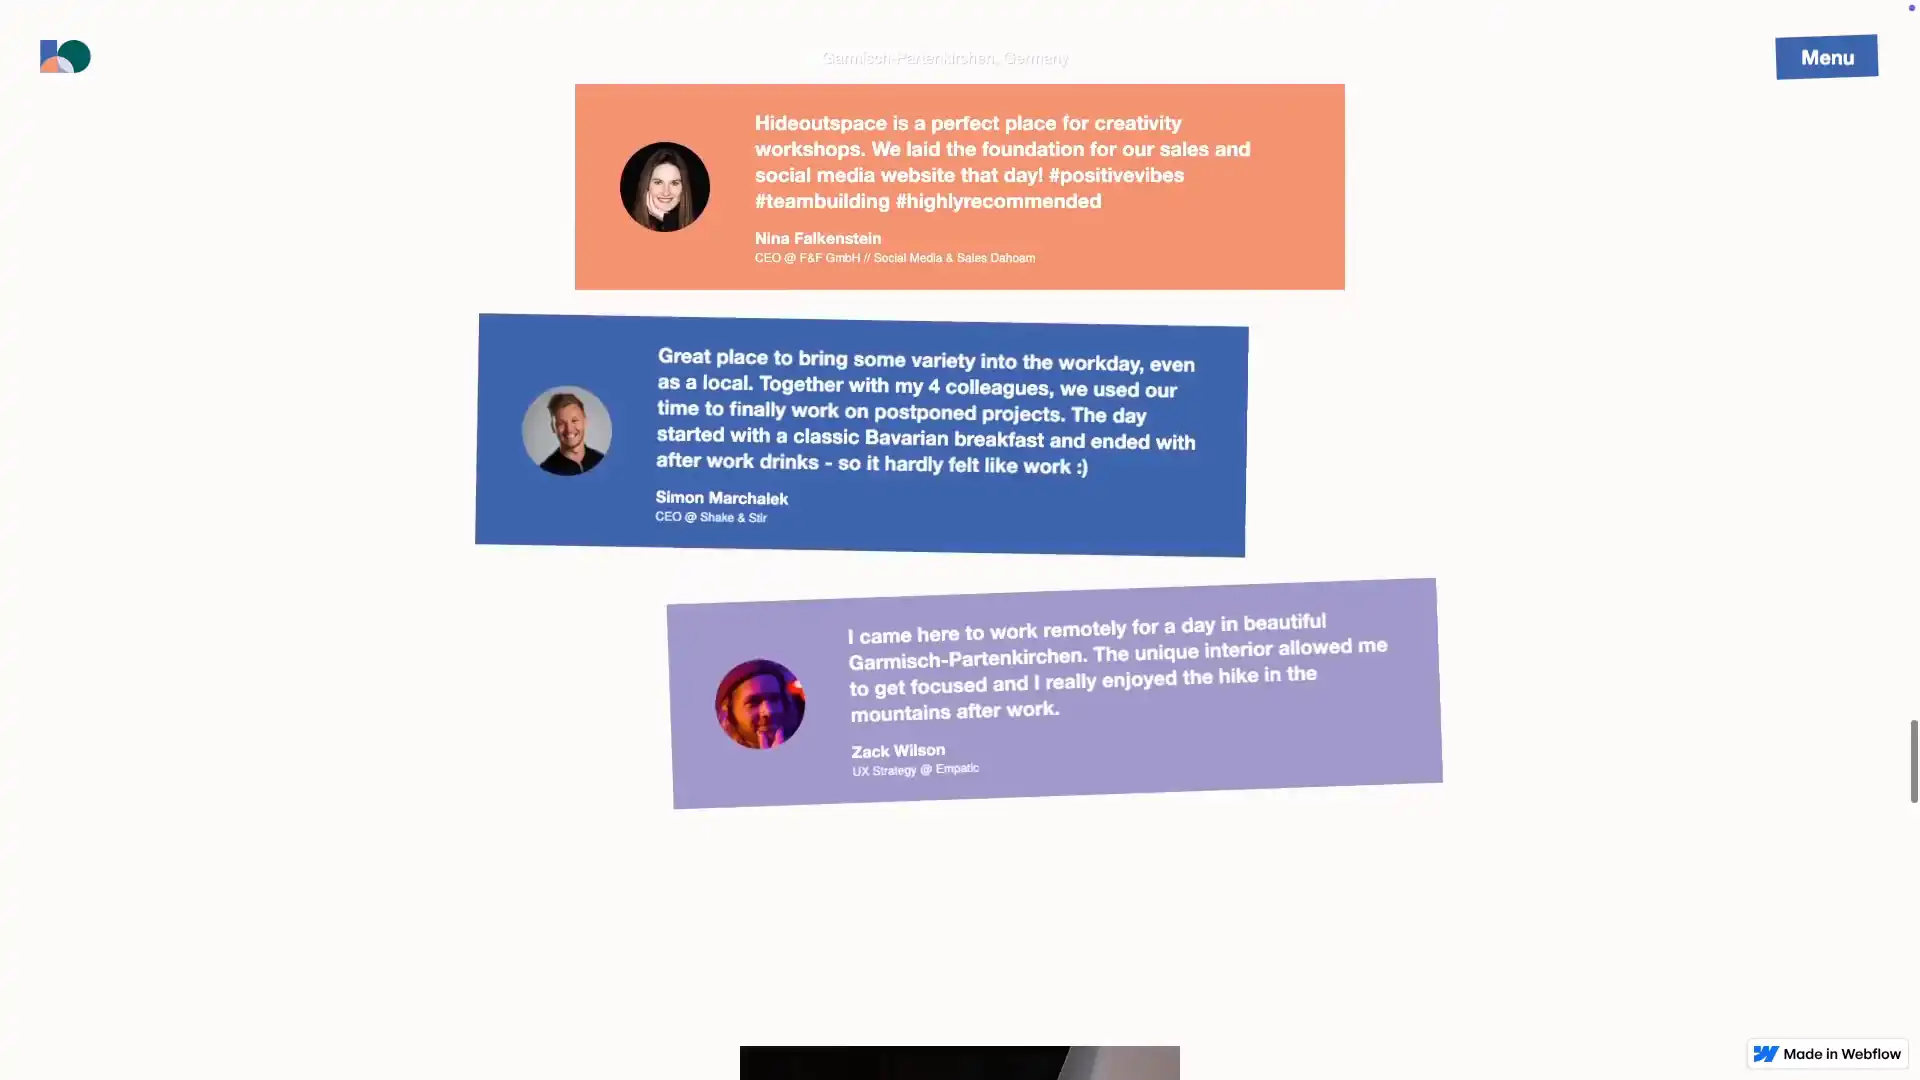 Garmisch-Partenkirchen, Germany
Menu
Hideoutspace is a perfect place for creativity
workshops. We laid the foundation for our sales and
social media website that day! #positivevibes
#teambuilding #highlyrecommended
Nina Falkenstein
CEO @ F&F GmbH // Social Media & Sales Dahoam
Great place to bring some variety into the workday, even
as a local. Together with my 4 colleagues, we used our
time to finally work on postponed projects. The day
started with a classic Bavarian breakfast and ended with
after work drinks - so it hardly felt like work :)
Simon Marchalek
CEO @ Shake & Stir
I came here to work remotely for a day in beautiful
Garmisch-Partenkirchen. The unique interior allowed me
to get focused and I really enjoyed the hike in the
mountains after work.
Zack Wilson
UX Strategy @ Empatic
Made in Webflow